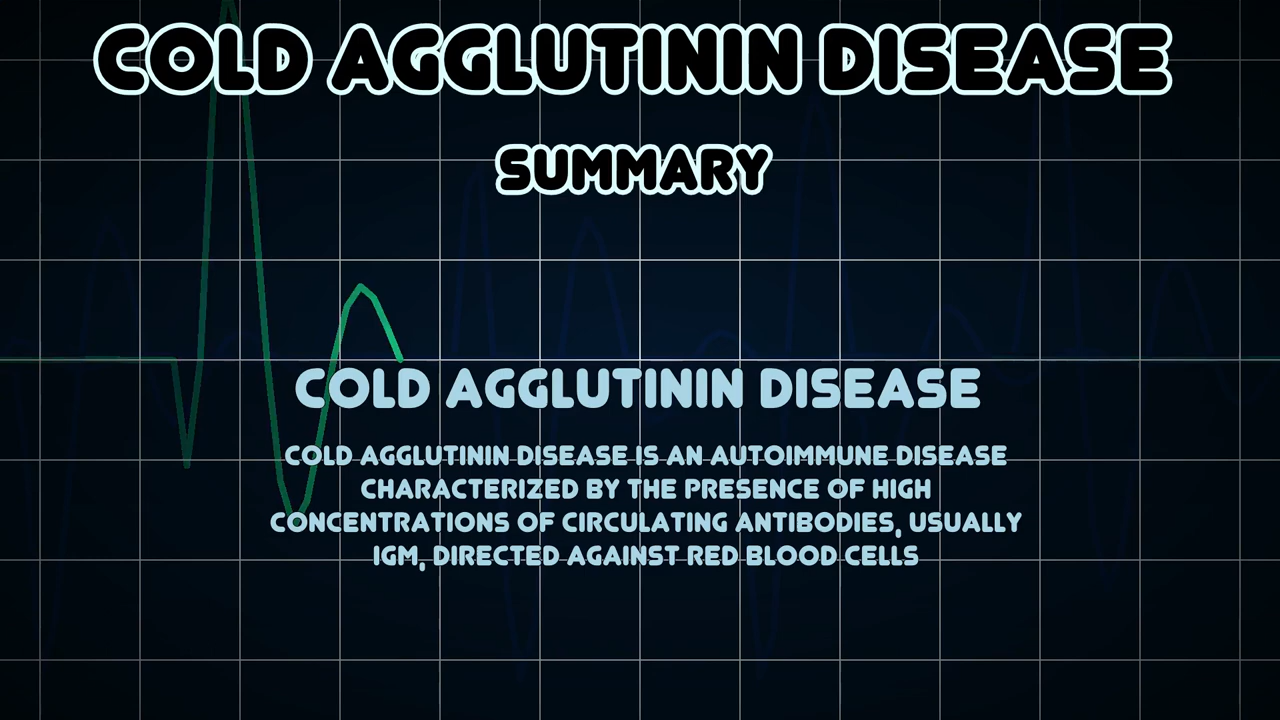 COLD AGGLUTININ DISEASE
SUMMARY
COLD AGGLUTININ DISEASE
COLD AGGLUTININ DISEASE IS AN AUTOIMMUNE DISEASE
CHARACTERIZED BY THE PRESENCE OF HIGH
CONCENTRATIONS OF CIRCULATING ANTIBODIES, USUALLY
IGM, DIRECTED AGAINST RED BLOOD CELLS